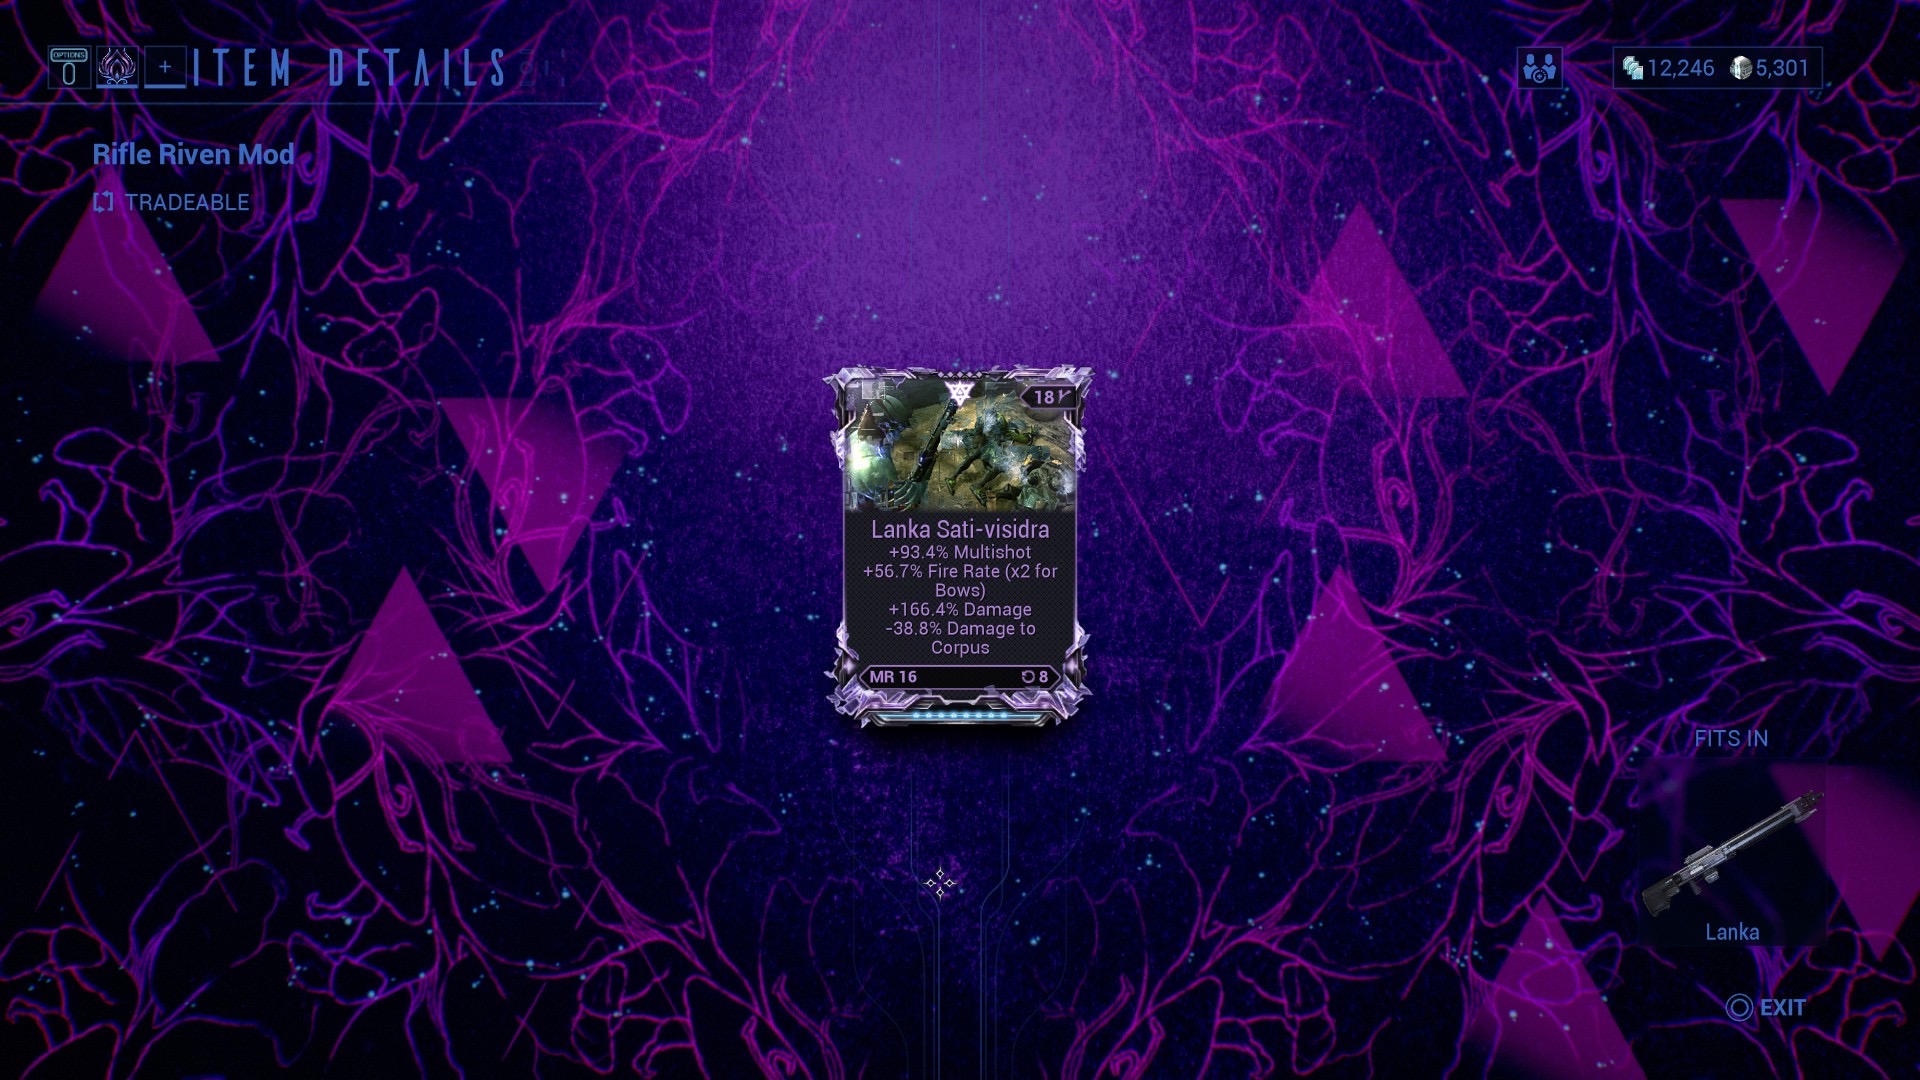 OPTIONS
0
+
ITEM DETAILS
12,246
5,301
Rifle Riven Mod
TRADEABLE
18
Lanka Sati-visidra
+93.4% Multishot
+56.7% Fire Rate (x2 for
Bows)
+166.4% Damage
-38.8% Damage to
Corpus
MR 16
8
FITS IN
Lanka
EXIT